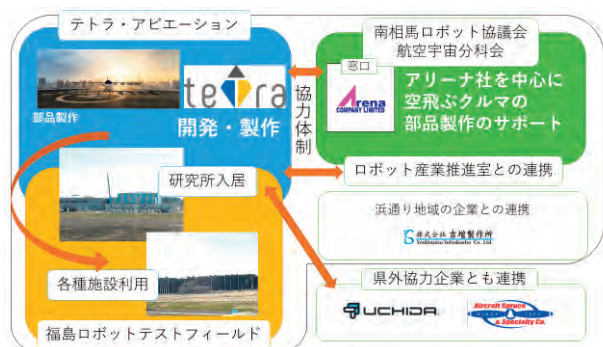 テトラ・アビエーション
部品製作
tetra
開発・製作
協力体制
南相馬ロボット協議会
航空宇宙分科会
窓口
Arena
COMPANY LIMITED
アリーナ社を中心に
空飛ぶクルマの
部品製作のサポート
研究所入居
ロボット産業推進室との連携
各種施設利用
福島ロボットテストフィールド
浜通り地域の企業との連携
株式会社 吉増製作所
Yoshimasu Seisakusho Co. Ltd.
県外協力企業とも連携
UCHIDA
Aircraft Spruce
& Specialty Co.